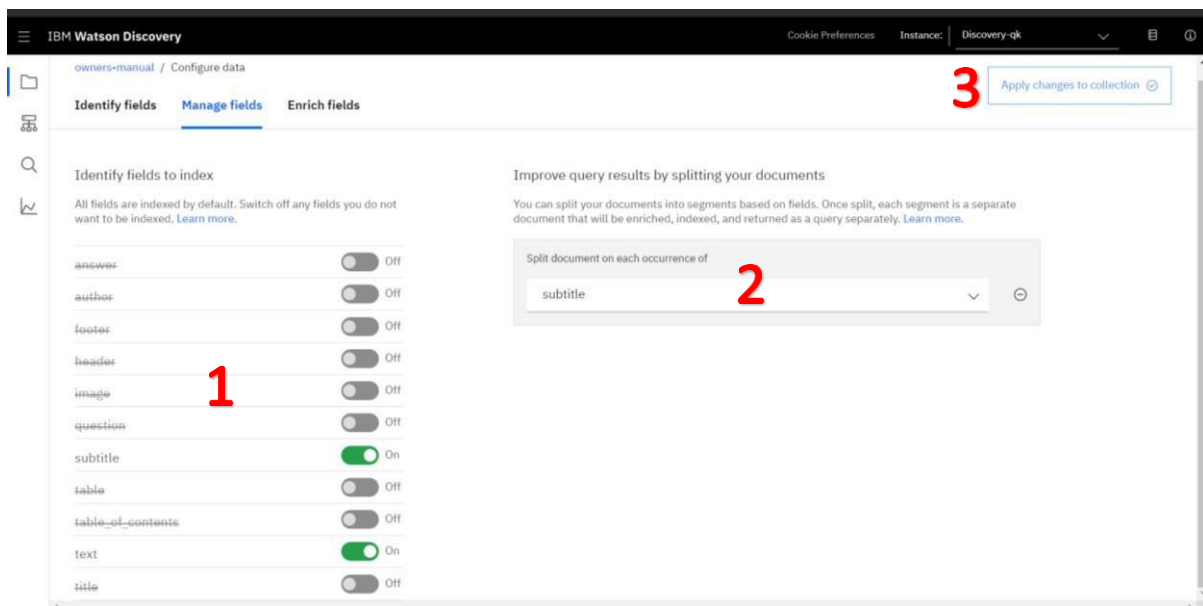 IBM Watson Discovery
Cookie Preferences
Instance:
Discovery-qk
owners-manual / Configure data
3
Apply changes to collection
Identify fields
Manage fields
Enrich fields
Identify fields to index
All fields are indexed by default. Switch off any fields you do not
want to be indexed. Learn more.
answer Off
author Off
footer Off
header Off
1
image Off
question Off
subtitle On
table Off
table_of_contents Off
text On
title Off
Improve query results by splitting your documents
You can split your documents into segments based on fields. Once split, each segment is a separate
document that will be enriched, indexed, and returned as a query separately. Learn more.
Split document on each occurrence of
2
subtitle